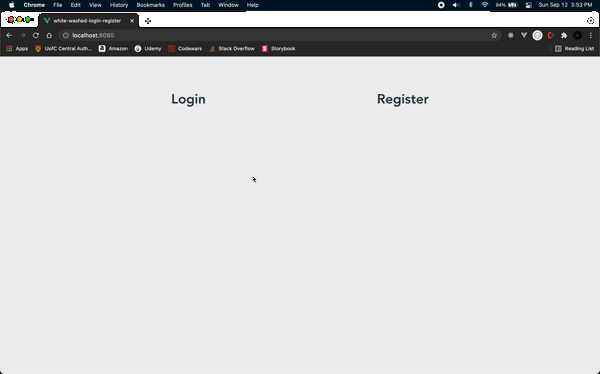 Chrome File Edit View History Bookmarks Profiles Tab Window Help 94% Sun Sep 12 3:53 PM
white-washed-login-register
localhost:8080
Apps UofC Central Auth... Amazon Udemy Codewars Stack Overflow Storybook Reading List
Login Register